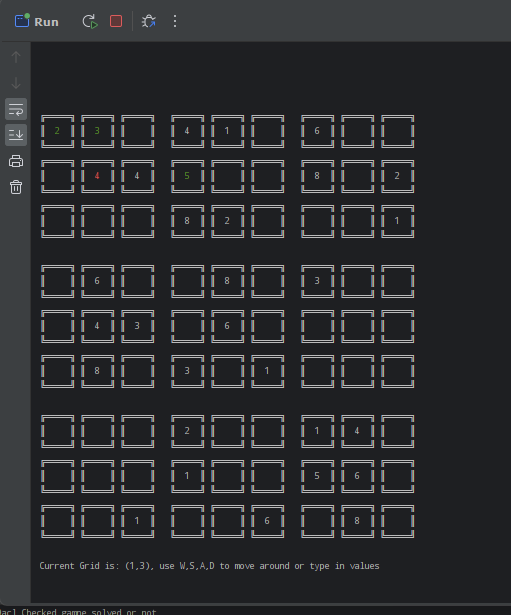 Run
2 3 4 1 6
4 4 5 8 2
8 2 1
6 8 3
4 3 6
8 3 1
2 1 4
1 5 6
1 6 8
Current Grid is: (1,3), use W,S,A,D to move around or type in values
Checked gamne solved or not